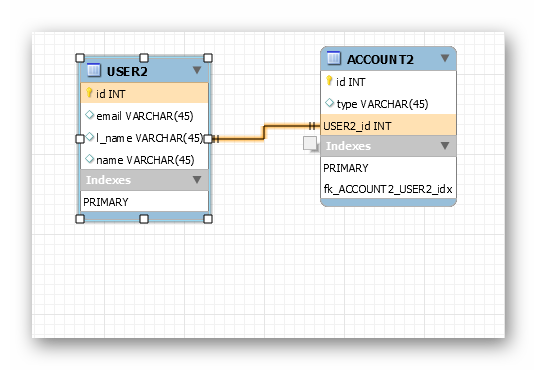 USER2
id INT
email VARCHAR(45)
l_name VARCHAR(45)
name VARCHAR(45)
Indexes
PRIMARY
ACCOUNT2
id INT
type VARCHAR(45)
USER2_id INT
Indexes
PRIMARY
fk_ACCOUNT2_USER2_idx